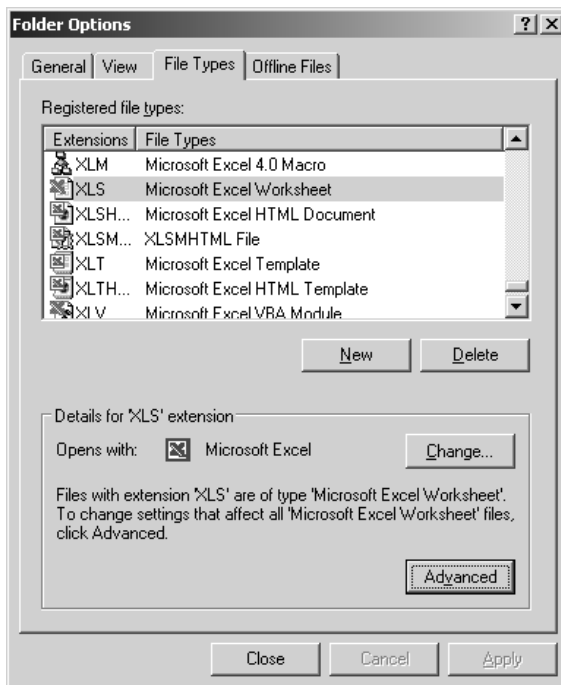 Folder Options
General View File Types Offline Files
Registered file types:
Extensions File Types
XLM Microsoft Excel 4.0 Macro
XLS Microsoft Excel Worksheet
XLSH... Microsoft Excel HTML Document
XLSM... XLSMHTML File
XLT Microsoft Excel Template
XLTH... Microsoft Excel HTML Template
XLV Microsoft Excel VBA Module
New Delete
Details for 'XLS' extension
Opens with: Microsoft Excel Change...
Files with extension 'XLS' are of type 'Microsoft Excel Worksheet'.
To change settings that affect all 'Microsoft Excel Worksheet' files,
click Advanced.
Advanced
Close Cancel Apply